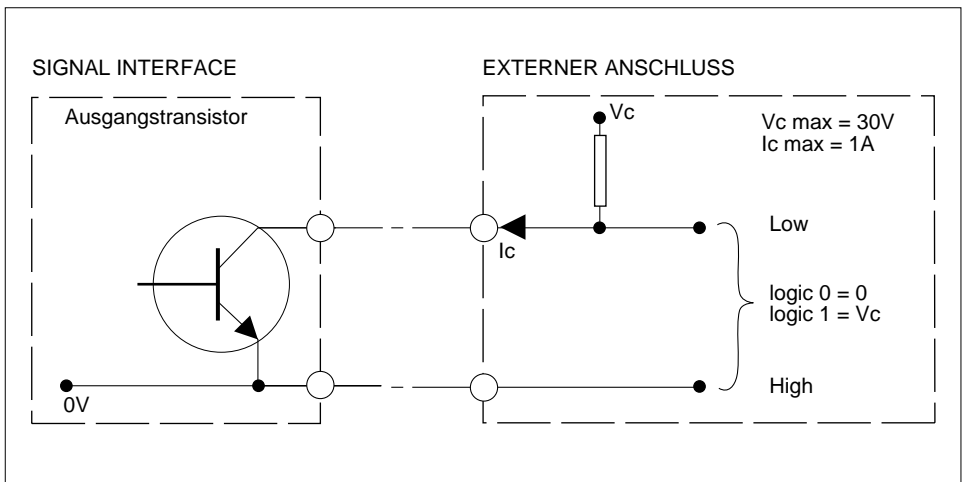 SIGNAL INTERFACE
EXTERNER ANSCHLUSS
Ausgangstransistor
Vc
Vc max = 30V
Ic max = 1A
Low
Ic
logic 0 = 0
logic 1 = Vc
High
0V